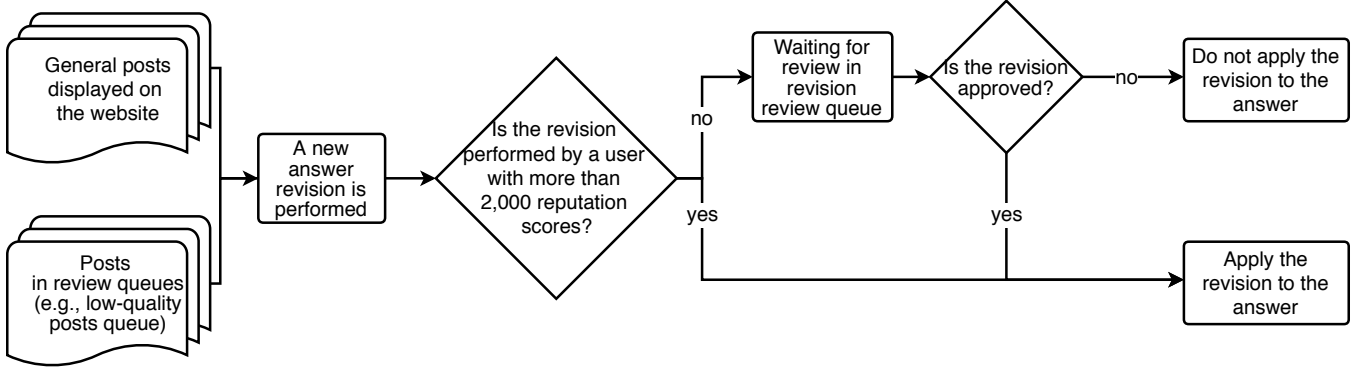 General posts
displayed on
the website
Posts
in review queues
(e.g., low-quality
posts queue)
A new
answer
revision is
performed
Is the revision
performed by a user
with more than
2,000 reputation
scores?
no
yes
Waiting for
review in
revision
review queue
Is the revision
approved?
no
yes
Do not apply the
revision to the
answer
Apply the
revision to the
answer